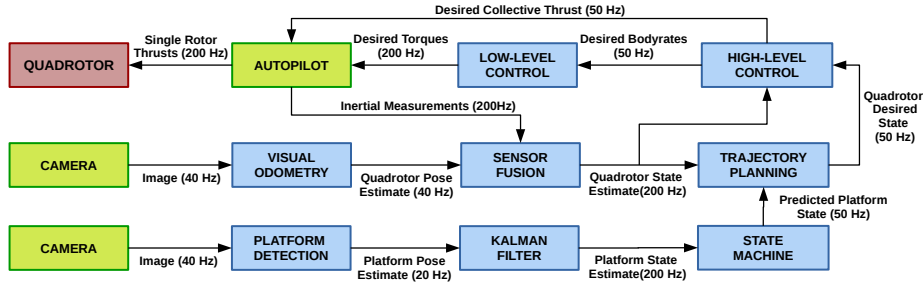 Desired Collective Thrust (50 Hz)
Single Rotor
Thrusts (200 Hz)
Desired Torques
(200 Hz)
Desired Bodyrates
(50 Hz)
QUADROTOR
AUTOPILOT
LOW-LEVEL
CONTROL
HIGH-LEVEL
CONTROL
Quadrotor
Desired
State
(50 Hz)
Inertial Measurements (200Hz)
CAMERA
VISUAL
ODOMETRY
SENSOR
FUSION
TRAJECTORY
PLANNING
Image (40 Hz)
Quadrotor Pose
Estimate (40 Hz)
Quadrotor State
Estimate(200 Hz)
Predicted Platform
State (50 Hz)
CAMERA
PLATFORM
DETECTION
KALMAN
FILTER
STATE
MACHINE
Image (40 Hz)
Platform Pose
Estimate (20 Hz)
Platform State
Estimate(200 Hz)